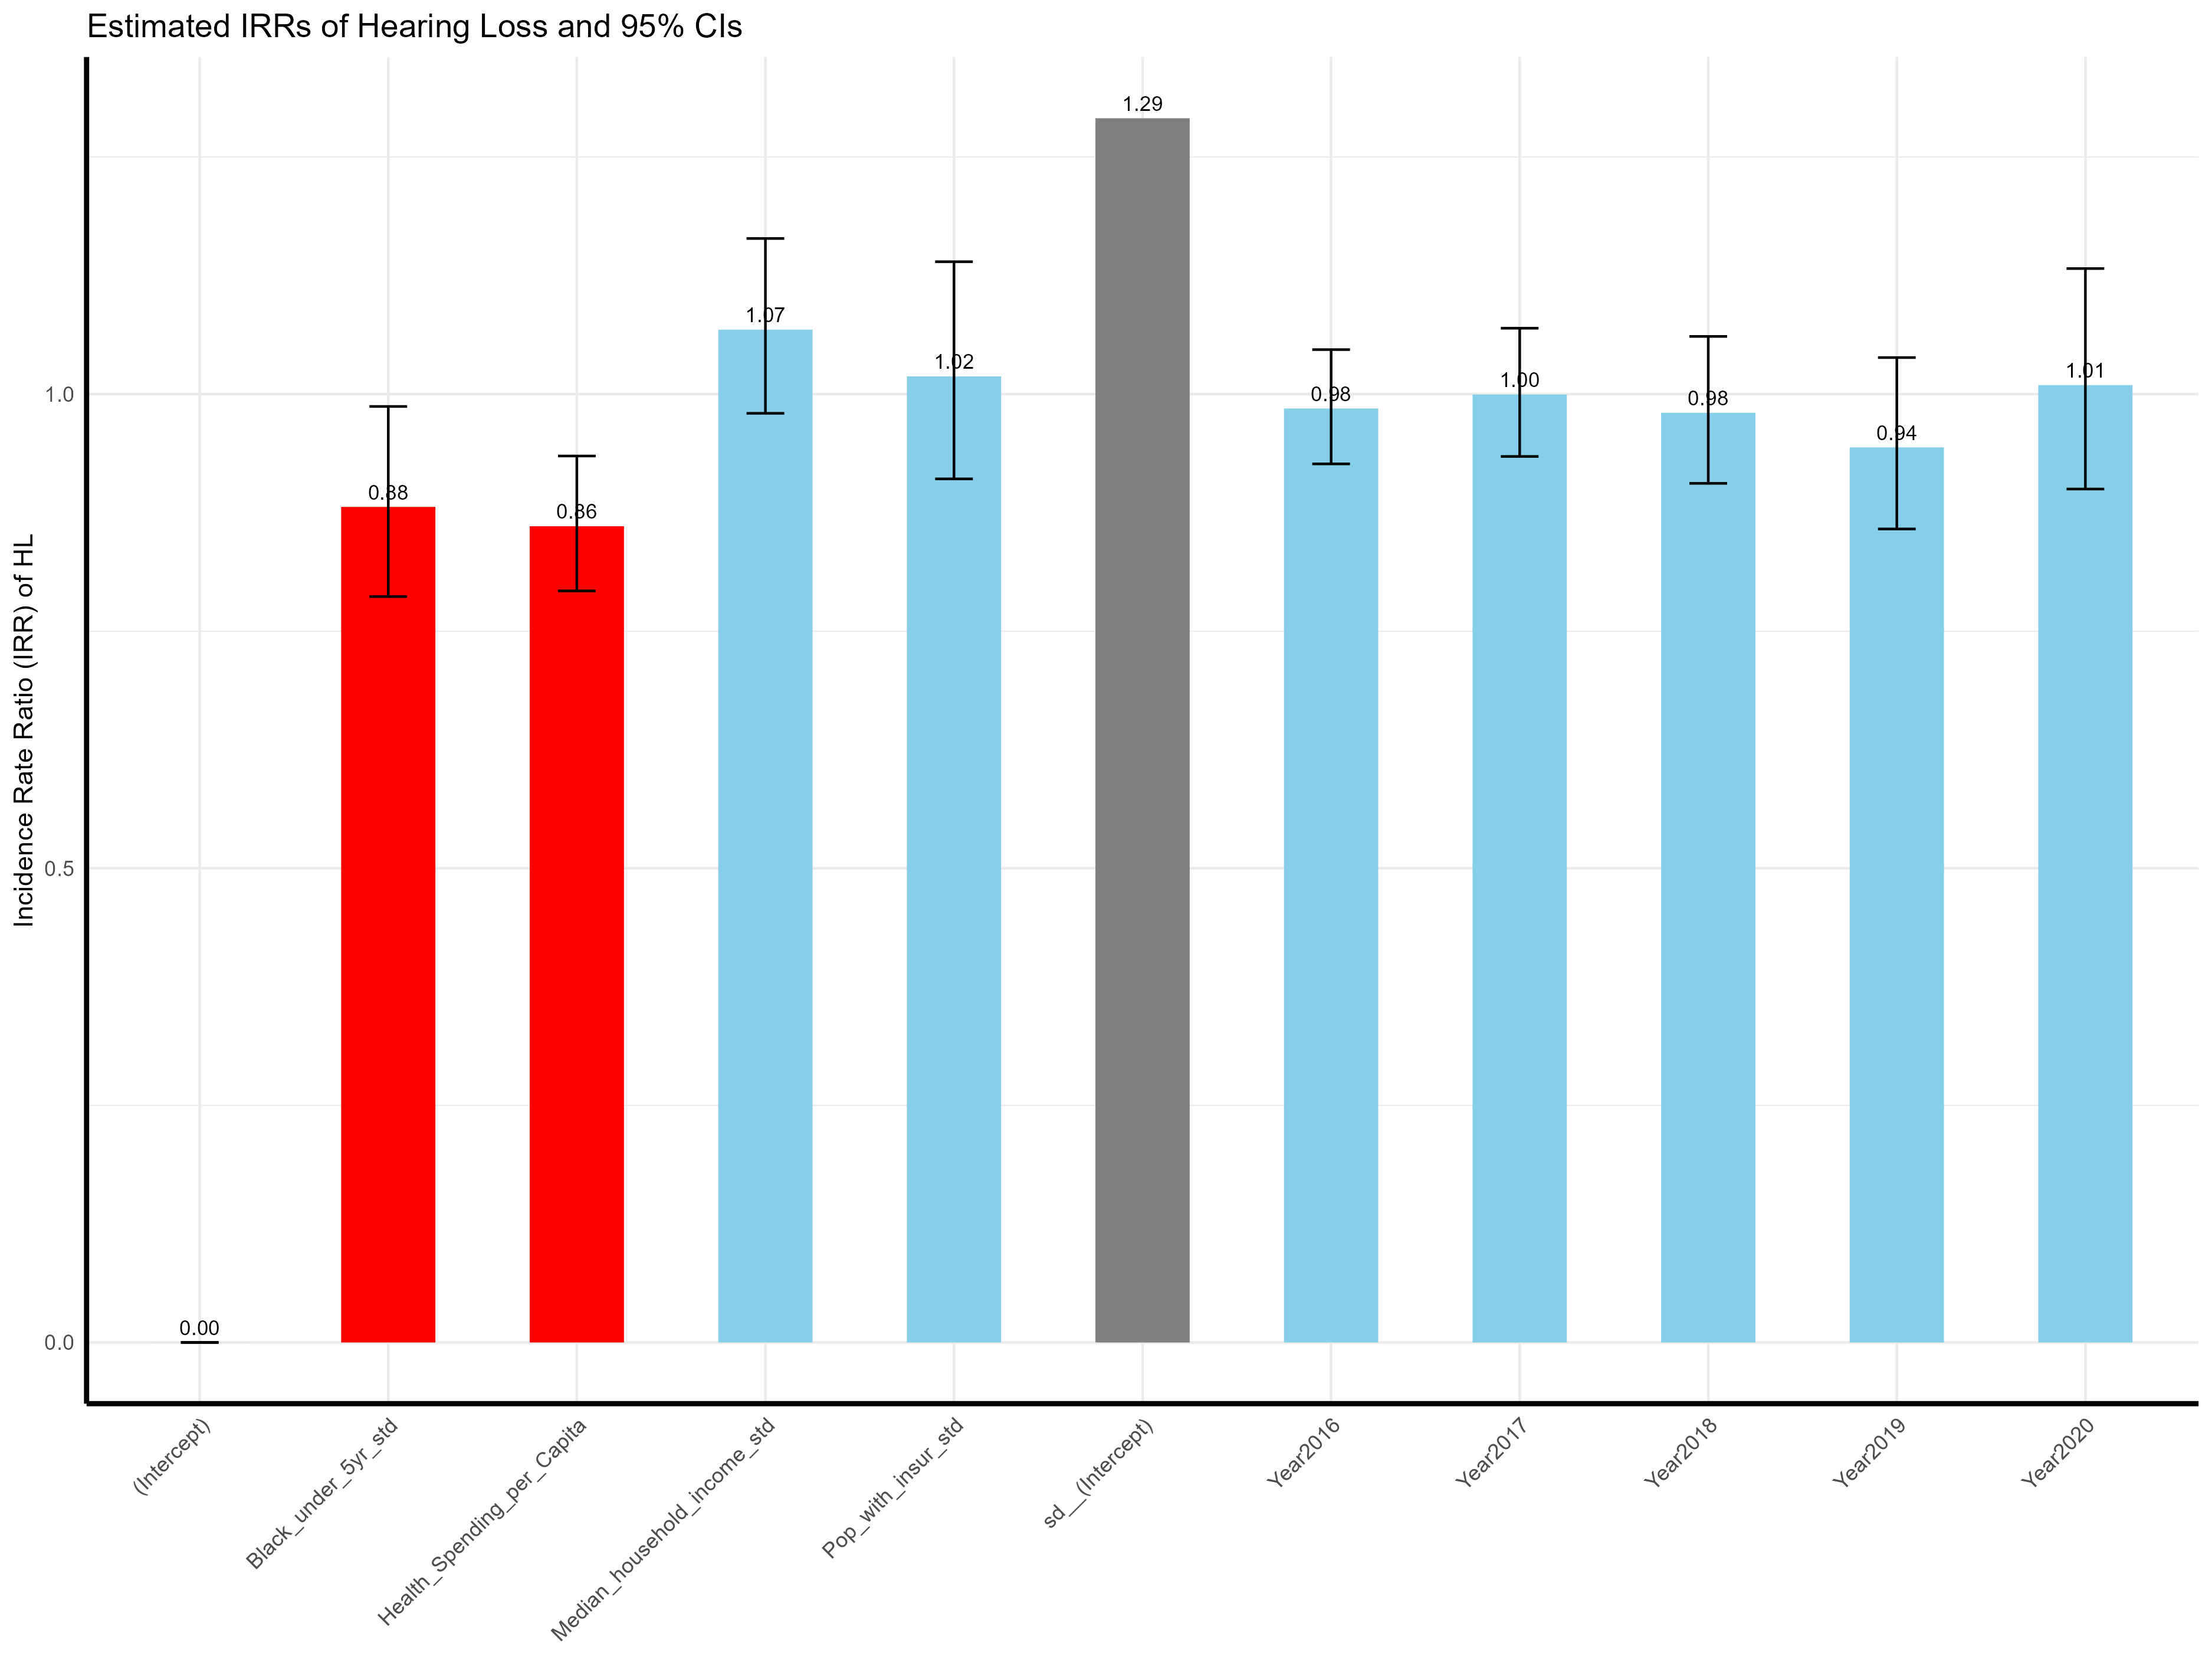 Estimated IRRs of Hearing Loss and 95% CIs
Incidence Rate Ratio (IRR) of HL
1.0
0.5
0.0
0.00
0.88
0.86
1.07
1.02
1.29
0.98
1.00
0.98
0.94
1.01
(Intercept)
Black_under_5yr_std
Health_Spending_per_Capita
Median_household_income_std
Pop_with_insur_std
sd__(Intercept)
Year2016
Year2017
Year2018
Year2019
Year2020